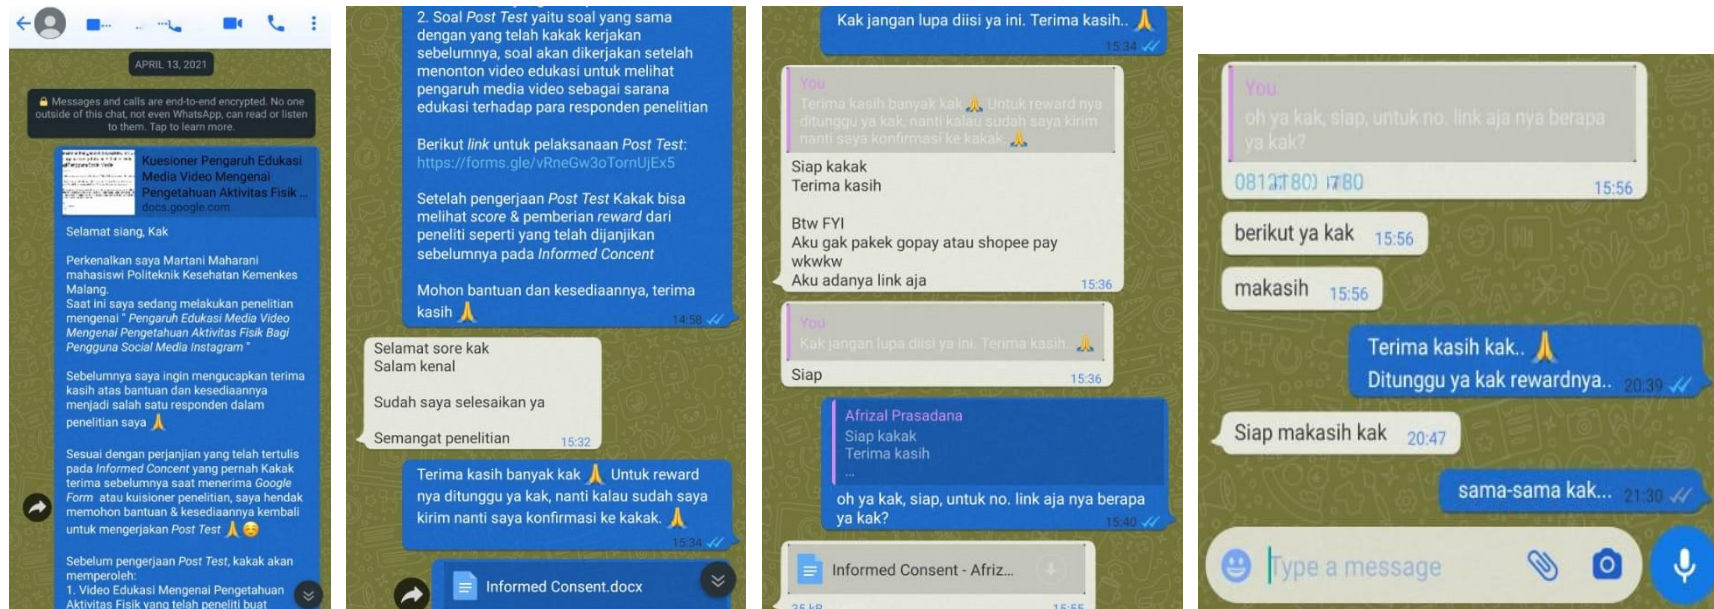 APRIL 13, 2021
Messages and calls are end-to-end encrypted. No one
outside of this chat, not even WhatsApp, can read or listen
to them. Tap to learn more.
Kuesioner Pengaruh Edukasi
Media Video Mengenai
Pengetahuan Aktivitas Fisik ...
docs.google.com
Selamat siang, Kak
Perkenalkan saya Martani Maharani
mahasiswi Politeknik Kesehatan Kemenkes
Malang.
Saat ini saya sedang melakukan penelitian
mengenai " Pengaruh Edukasi Media Video
Mengenai Pengetahuan Aktivitas Fisik Bagi
Pengguna Social Media Instagram "
Sebelumnya saya ingin mengucapkan terima
kasih atas bantuan dan kesediaannya
menjadi salah satu responden dalam
penelitian saya 🙏
Sesuai dengan perjanjian yang telah tertulis
pada Informed Concent yang pernah Kakak
terima sebelumnya saat menerima Google
Form atau kuisioner penelitian, saya hendak
memohon bantuan & kesediaannya kembali
untuk mengerjakan Post Test 🙏☺️
Sebelum pengerjaan Post Test, kakak akan
memperoleh:
1. Video Edukasi Mengenai Pengetahuan
Aktivitas Fisik yang telah peneliti buat
2. Soal Post Test yaitu soal yang sama
dengan yang telah kakak kerjakan
sebelumnya, soal akan dikerjakan setelah
menonton video edukasi untuk melihat
pengaruh media video sebagai sarana
edukasi terhadap para responden penelitian
Berikut link untuk pelaksanaan Post Test:
https://forms.gle/vRneGw3oTornUjEx5
Setelah pengerjaan Post Test Kakak bisa
melihat score & pemberian reward dari
peneliti seperti yang telah dijanjikan
sebelumnya pada Informed Concent
Mohon bantuan dan kesediaannya, terima
kasih 🙏
14:58
Selamat sore kak
Salam kenal
Sudah saya selesaikan ya
Semangat penelitian
15:32
Terima kasih banyak kak 🙏 Untuk reward
nya ditunggu ya kak, nanti kalau sudah saya
kirim nanti saya konfirmasi ke kakak. 🙏
15:34
Informed Consent.docx
Kak jangan lupa diisi ya ini. Terima kasih.. 🙏
15:34
You
Terima kasih banyak kak 🙏 Untuk reward nya
ditunggu ya kak, nanti kalau sudah saya kirim
nanti saya konfirmasi ke kakak. 🙏
Siap kakak
Terima kasih
Btw FYI
Aku gak pakek gopay atau shopee pay
wkwkw
Aku adanya link aja
15:36
You
Kak jangan lupa diisi ya ini. Terima kasih.. 🙏
Siap
15:36
Afrizal Prasadana
Siap kakak
Terima kasih
...
oh ya kak, siap, untuk no. link aja nya berapa
ya kak?
15:40
Informed Consent - Afriz...
35 kB
15:55
You
oh ya kak, siap, untuk no. link aja nya berapa
ya kak?
15:56
berikut ya kak 15:56
makasih 15:56
Terima kasih kak.. 🙏
Ditunggu ya kak rewardnya.. 20:39
Siap makasih kak 20:47
sama-sama kak... 21:30
Type a message